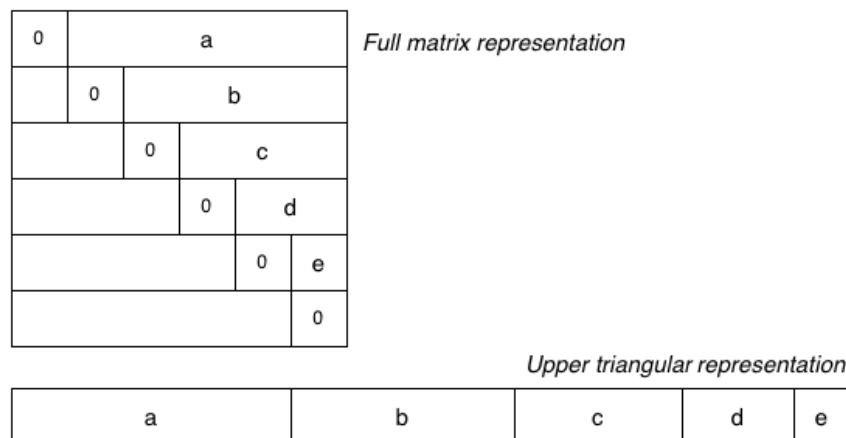 0 a Full matrix representation
0 b
0 c
0 d
0 e
0
Upper triangular representation
a b c d e